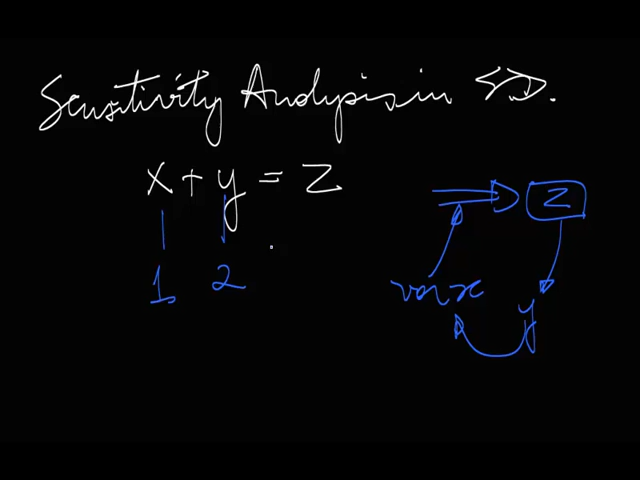 Sensitivity Analysis in SD.
x + y = z
1 2
z
var x
y